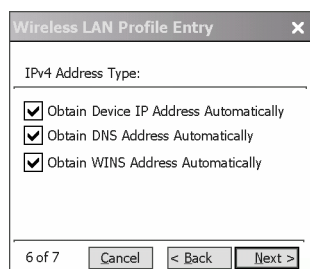 Wireless LAN Profile Entry X
IPv4 Address Type:
Obtain Device IP Address Automatically
Obtain DNS Address Automatically
Obtain WINS Address Automatically
6 of 7 Cancel < Back Next >